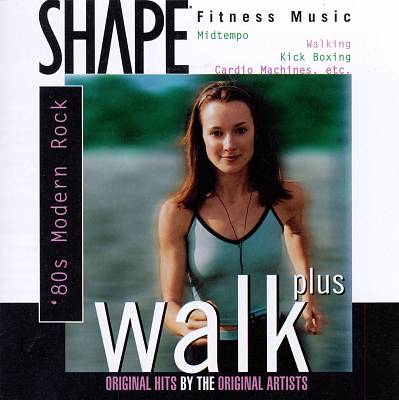 SHAPE
Fitness Music
Midtempo
Walking
Kick Boxing
Cardio Machines, etc.
'80s Modern Rock
plus
walk
ORIGINAL HITS BY THE ORIGINAL ARTISTS